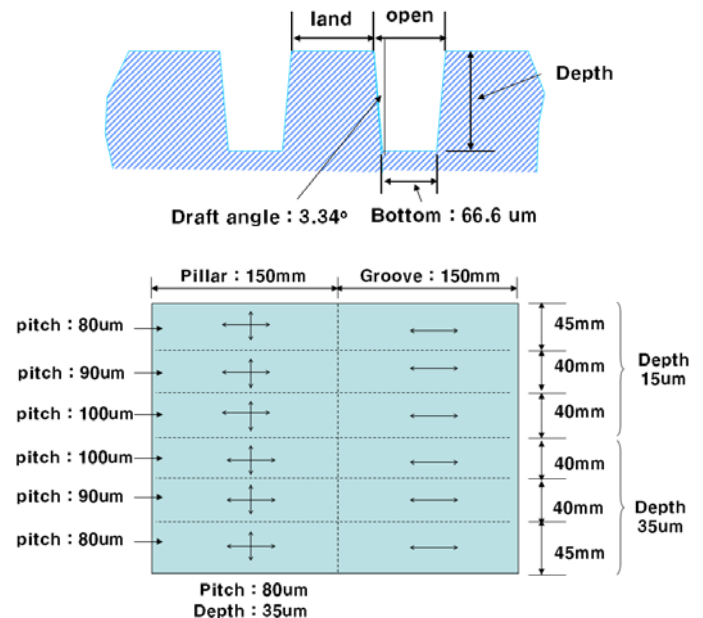 land open
Depth
Draft angle : 3.34º Bottom : 66.6 um
Pillar : 150mm Groove : 150mm
pitch : 80um
45mm
pitch : 90um
40mm
Depth
15um
pitch : 100um
40mm
pitch : 100um
40mm
pitch : 90um
40mm
Depth
35um
pitch : 80um
45mm
Pitch : 80um
Depth : 35um